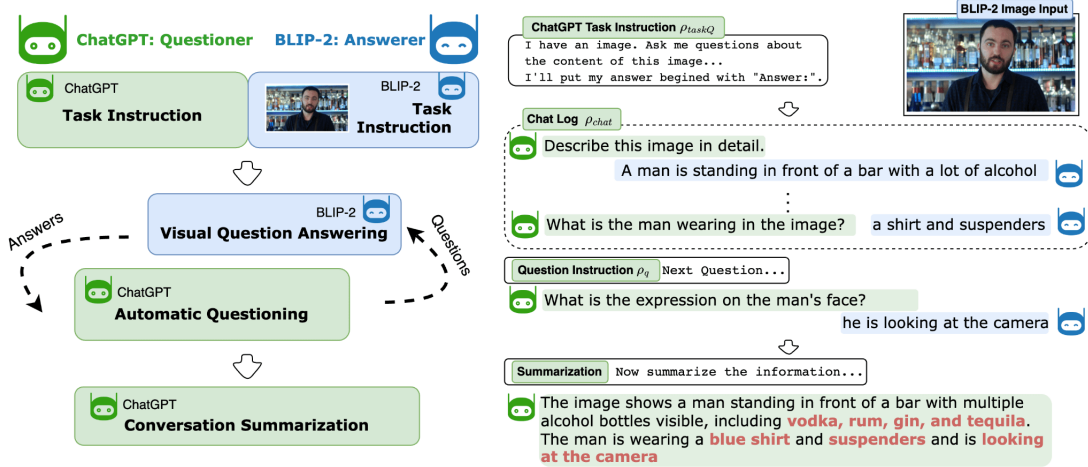 ChatGPT: Questioner
BLIP-2: Answerer
ChatGPT
Task Instruction
BLIP-2
Task
Instruction
BLIP-2
Visual Question Answering
Answers
Questions
ChatGPT
Automatic Questioning
ChatGPT
Conversation Summarization
BLIP-2 Image Input
ChatGPT Task Instruction ρtaskQ
I have an image. Ask me questions about
the content of this image...
I'll put my answer begined with "Answer:".
Chat Log ρchat
Describe this image in detail.
A man is standing in front of a bar with a lot of alcohol
⋮
What is the man wearing in the image?
a shirt and suspenders
Question Instruction ρq Next Question...
What is the expression on the man's face?
he is looking at the camera
Summarization Now summarize the information...
The image shows a man standing in front of a bar with multiple
alcohol bottles visible, including vodka, rum, gin, and tequila.
The man is wearing a blue shirt and suspenders and is looking
at the camera